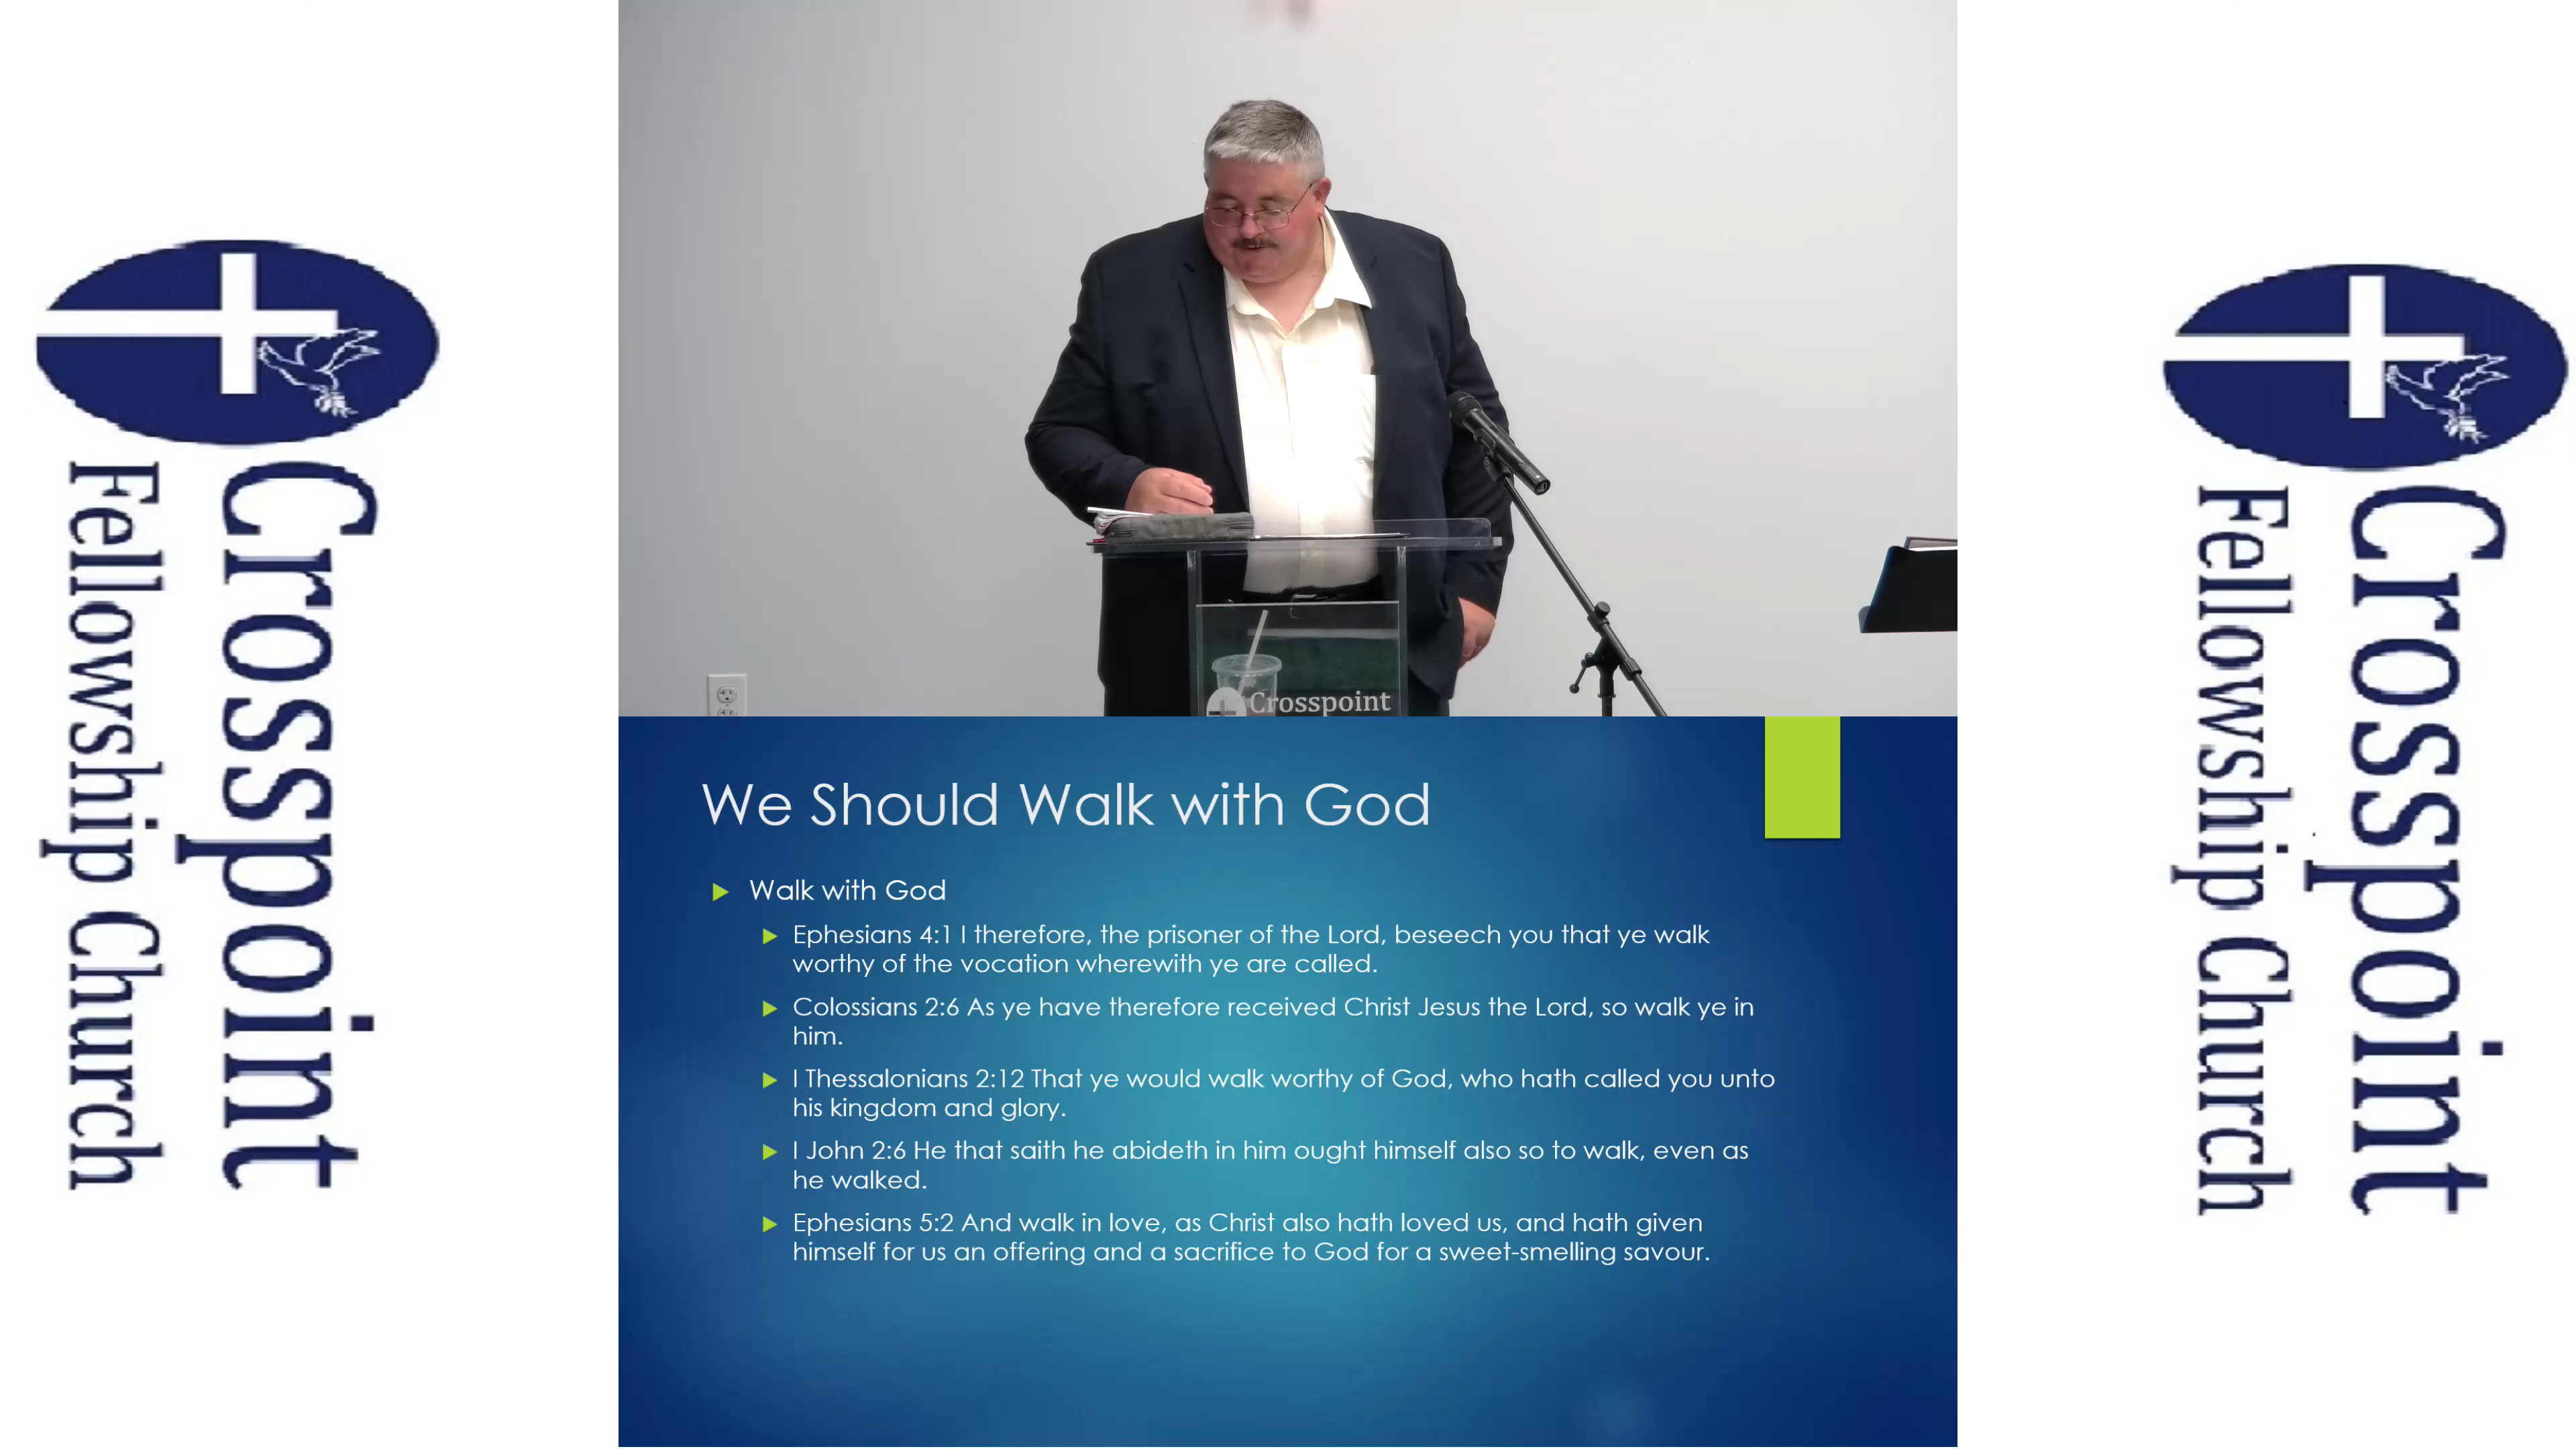 Crosspoint
Fellowship Church
Crosspoint
We Should Walk with God
Walk with God
Ephesians 4:1 I therefore, the prisoner of the Lord, beseech you that ye walk
worthy of the vocation wherewith ye are called.
Colossians 2:6 As ye have therefore received Christ Jesus the Lord, so walk ye in
him.
I Thessalonians 2:12 That ye would walk worthy of God, who hath called you unto
his kingdom and glory.
I John 2:6 He that saith he abideth in him ought himself also so to walk, even as
he walked.
Ephesians 5:2 And walk in love, as Christ also hath loved us, and hath given
himself for us an offering and a sacrifice to God for a sweet-smelling savour.
Crosspoint
Fellowship Church